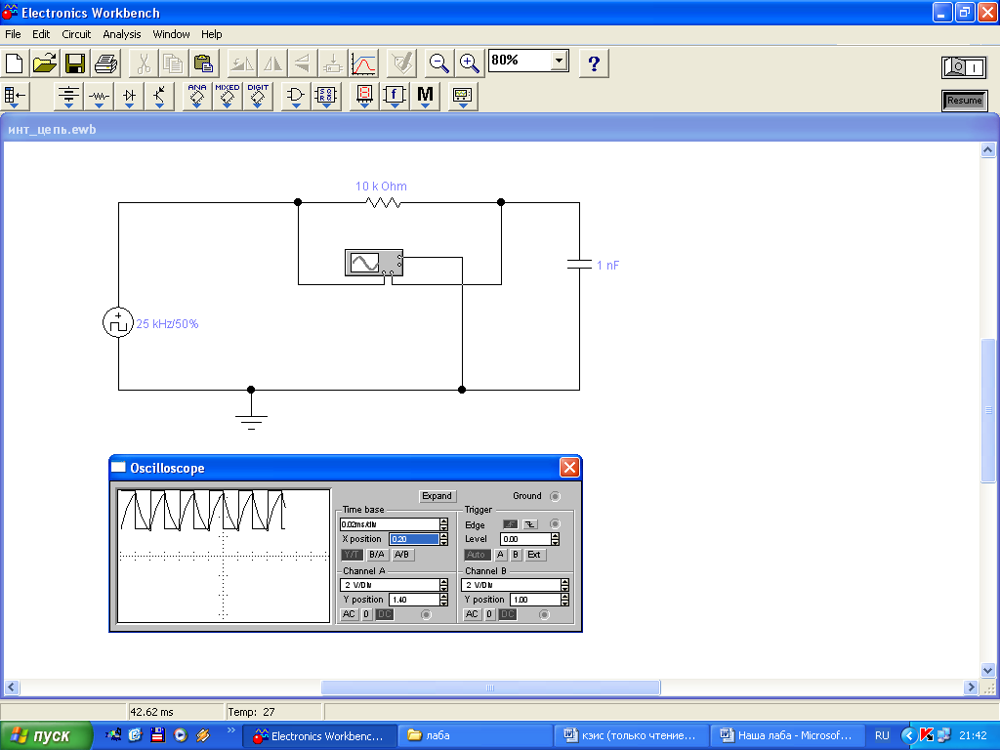 Electronics Workbench
File Edit Circuit Analysis Window Help
80%
?
ANA MIXED DIGIT
f M
Resume
инт_цепь.ewb
10 k Ohm
1 nF
25 kHz/50%
Oscilloscope
Expand Ground
Time base Trigger
0.02ms/div Edge
X position 0.20 Level 0.00
Y/T B/A A/B Auto A B Ext
Channel A Channel B
2 V/Div 2 V/Div
Y position 1.40 Y position 1.00
AC 0 DC AC 0 DC
42.62 ms Temp: 27
пуск Electronics Workbenc... лаба кэис (только чтение... Наша лаба - Microsof... RU 21:42